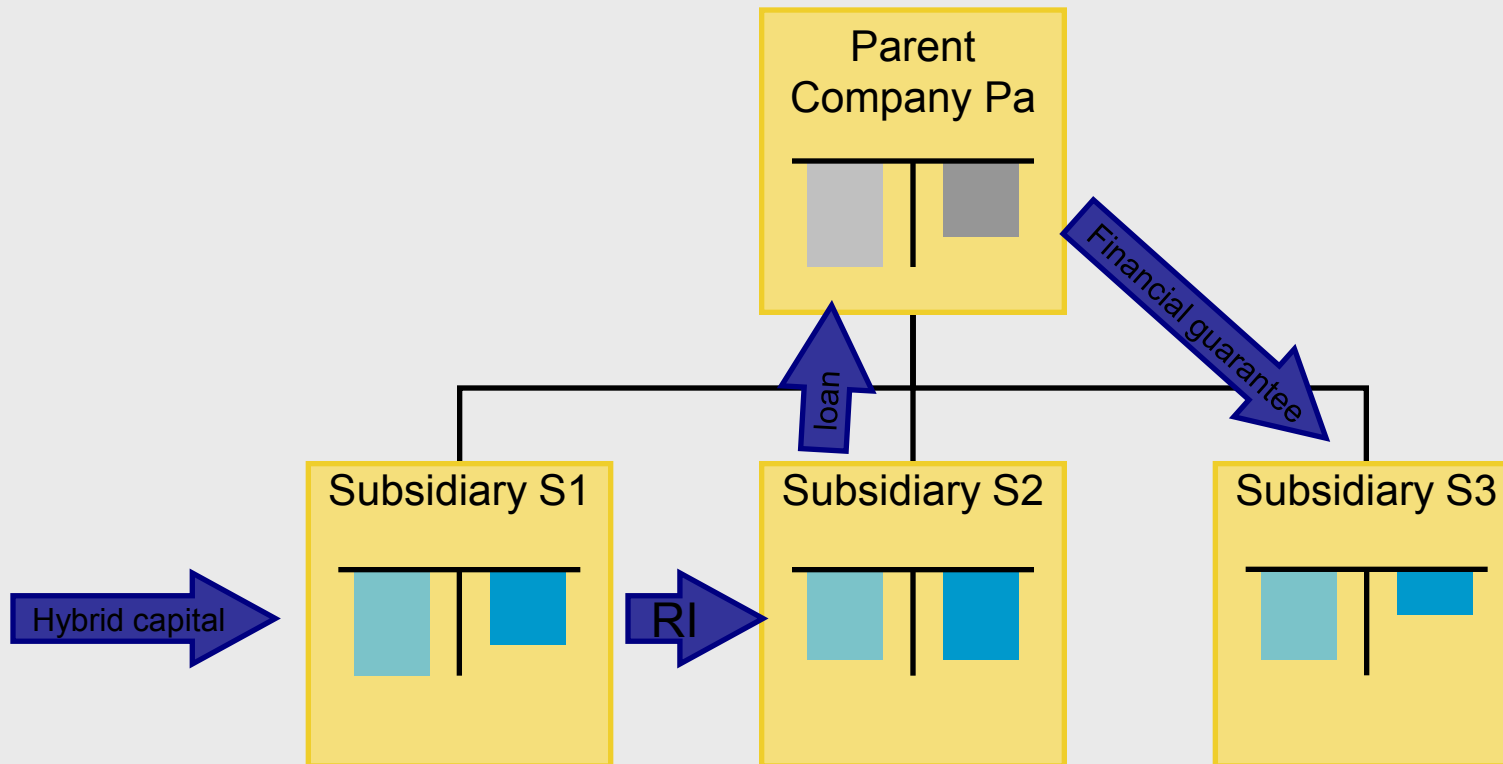 Parent
Company Pa
Financial guarantee
loan
Subsidiary S1
Subsidiary S2
Subsidiary S3
Hybrid capital
RI